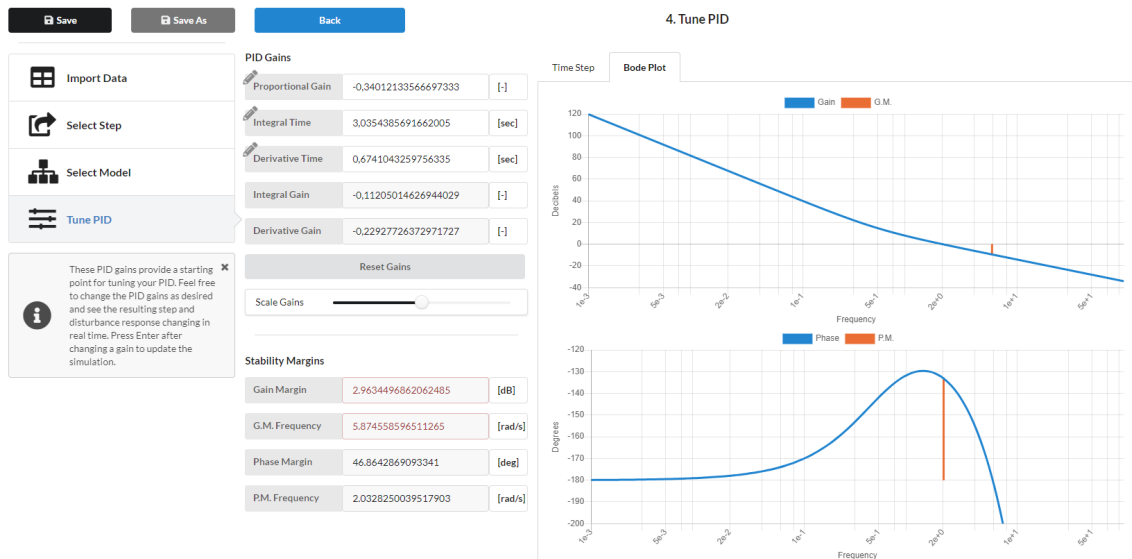 Save
Save As
Back
4. Tune PID
Import Data
Select Step
Select Model
Tune PID
These PID gains provide a starting
point for tuning your PID. Feel free
to change the PID gains as desired
and see the resulting step and
disturbance response changing in
real time. Press Enter after
changing a gain to update the
simulation.
PID Gains
Proportional Gain -0,34012133566697333 [-]
Integral Time 3,0354385691662005 [sec]
Derivative Time 0,6741043259756335 [sec]
Integral Gain -0,11205014626944029 [-]
Derivative Gain -0,22927726372971727 [-]
Reset Gains
Scale Gains
Stability Margins
Gain Margin 2.9634496862062485 [dB]
G.M. Frequency 5.874558596511265 [rad/s]
Phase Margin 46.8642869093341 [deg]
P.M. Frequency 2.0328250039517903 [rad/s]
Time Step
Bode Plot
Gain G.M.
Decibels
120
100
80
60
40
20
0
-20
-40
1e-3 5e-3 2e-2 1e-1 5e-1 2e+0 1e+1 5e+1
Frequency
Phase P.M.
Degrees
-120
-130
-140
-150
-160
-170
-180
-190
-200
1e-3 5e-3 2e-2 1e-1 5e-1 2e+0 1e+1 5e+1
Frequency